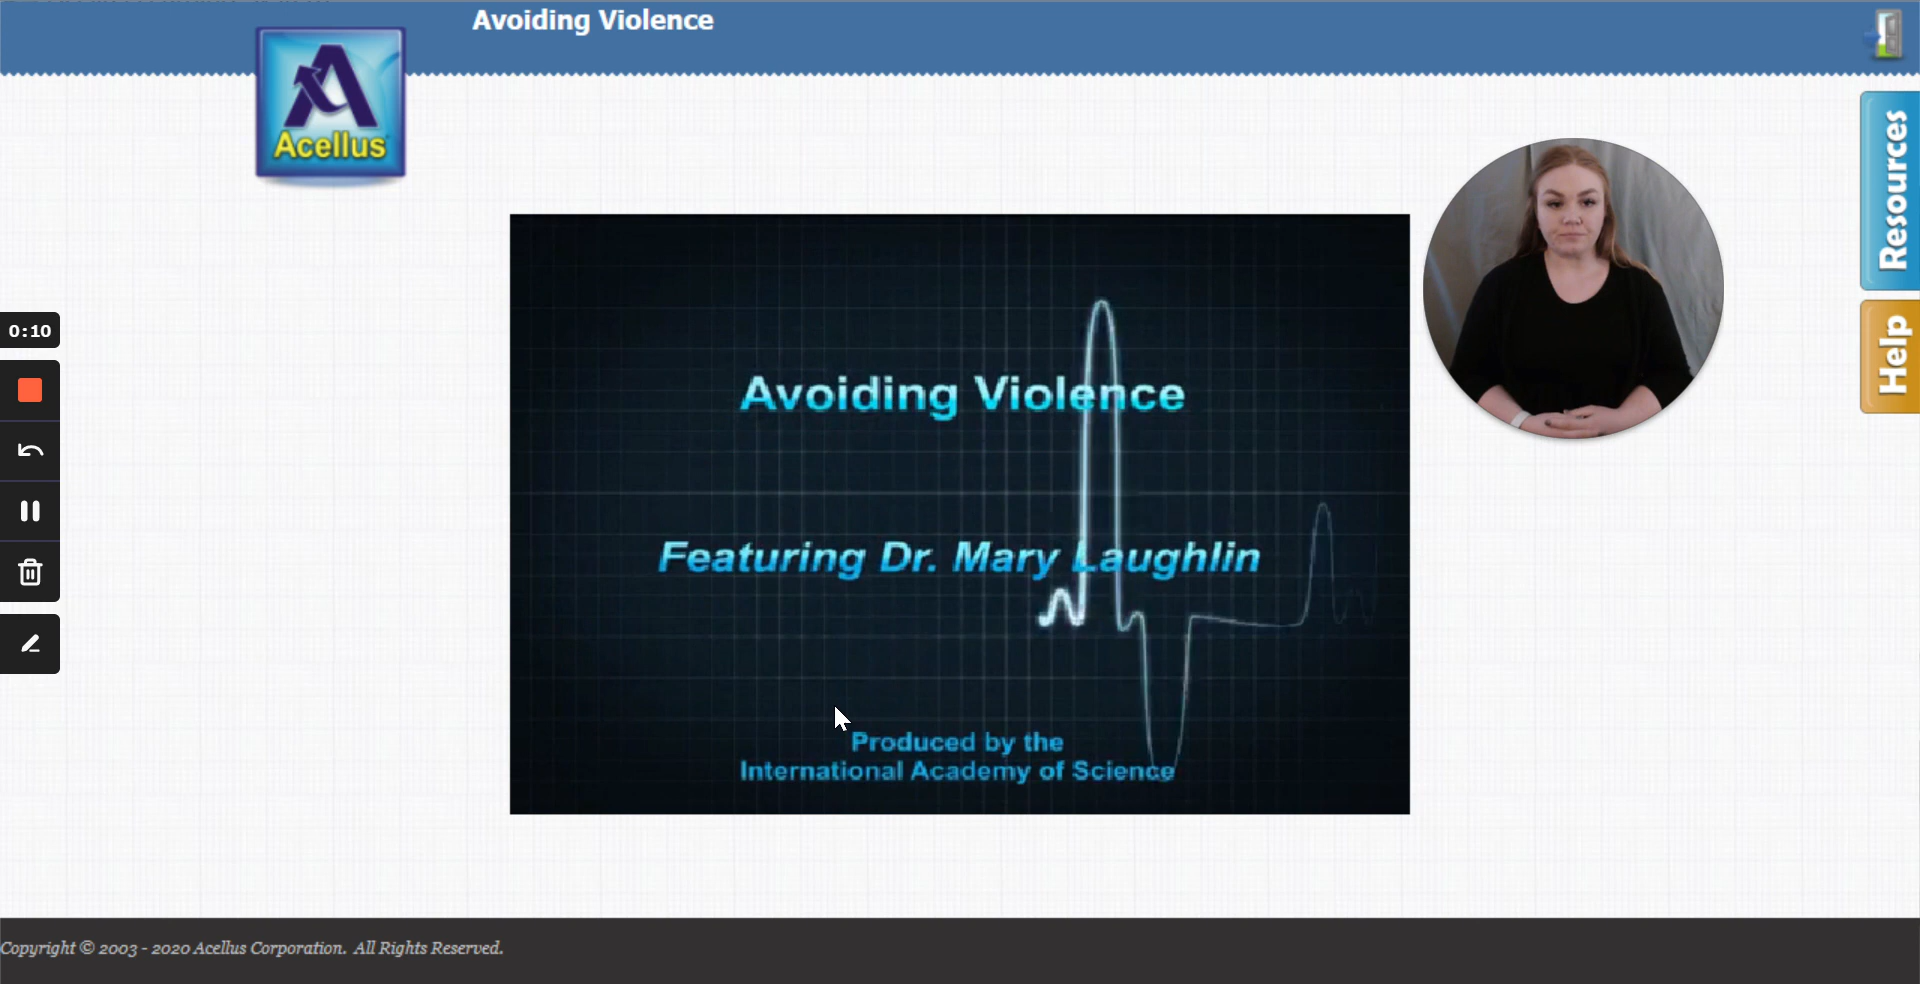 Avoiding Violence
Acellus
Resources
Help
0:10
Avoiding Violence
Featuring Dr. Mary Laughlin
Produced by the
International Academy of Science
Copyright © 2003 - 2020 Acellus Corporation. All Rights Reserved.